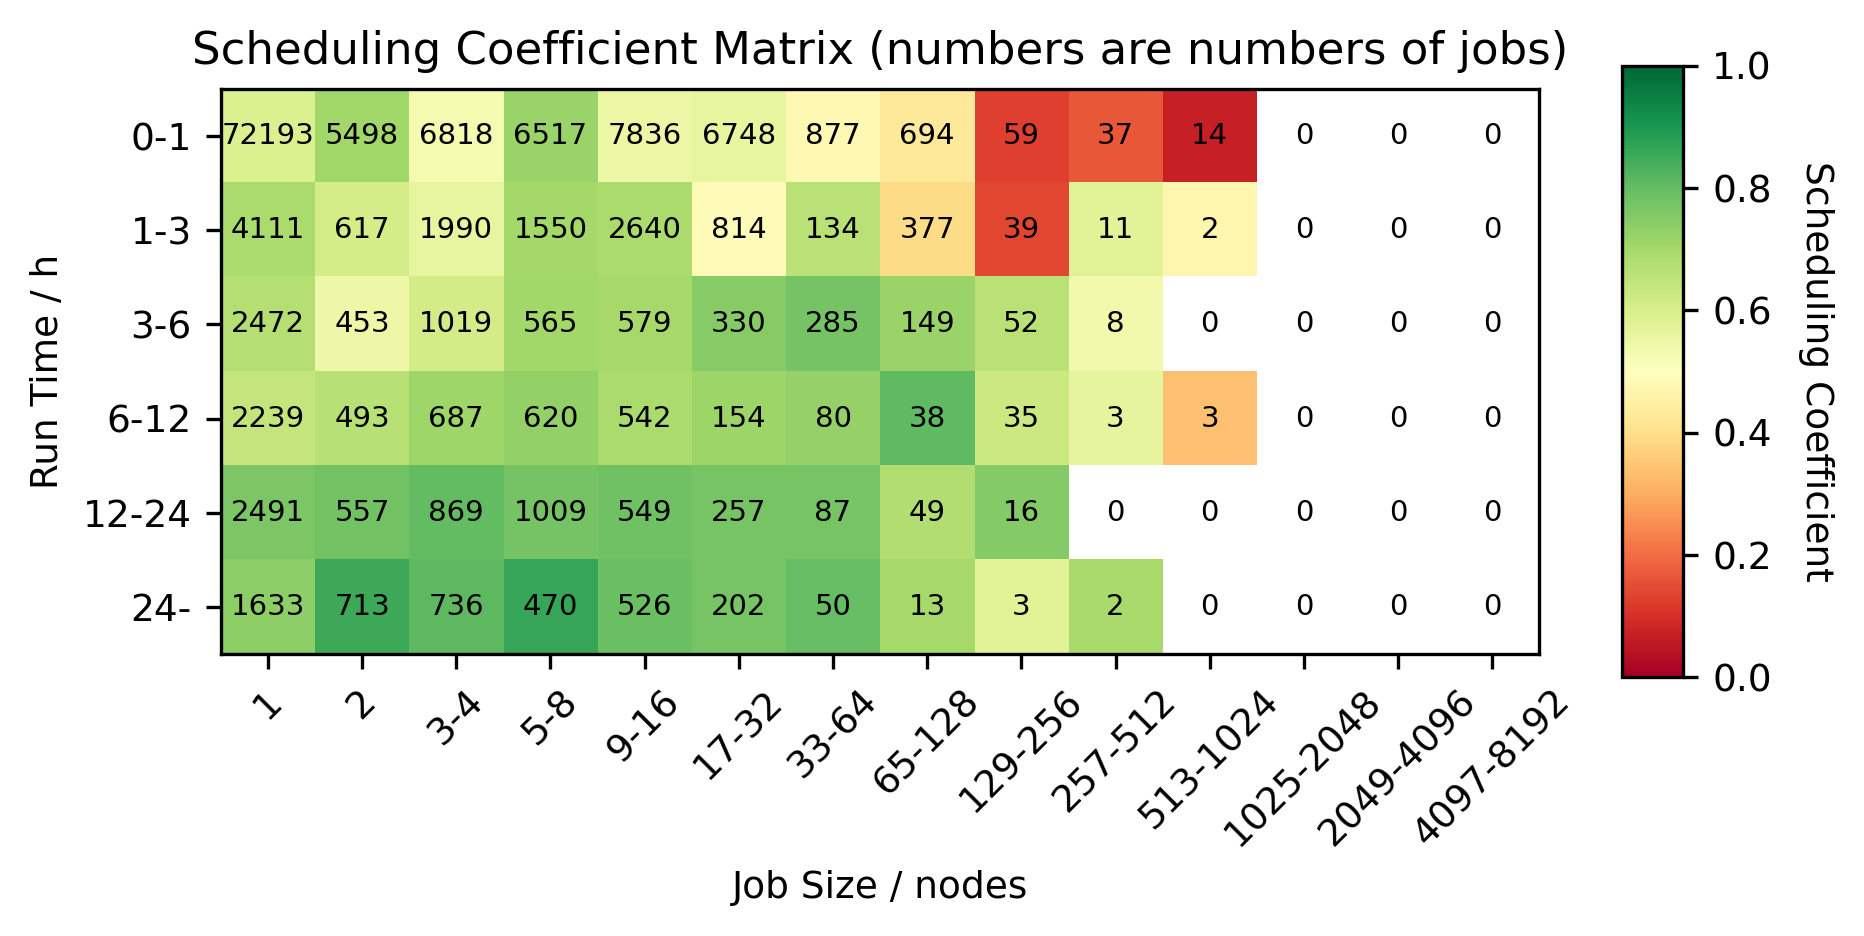 Scheduling Coefficient Matrix (numbers are numbers of jobs)
0-1 72193 5498 6818 6517 7836 6748 877 694 59 37 14 0 0 0
1-3 4111 617 1990 1550 2640 814 134 377 39 11 2 0 0 0
3-6 2472 453 1019 565 579 330 285 149 52 8 0 0 0 0
6-12 2239 493 687 620 542 154 80 38 35 3 3 0 0 0
12-24 2491 557 869 1009 549 257 87 49 16 0 0 0 0 0
24- 1633 713 736 470 526 202 50 13 3 2 0 0 0 0
Run Time / h
1 2 3-4 5-8 9-16 17-32 33-64 65-128 129-256 257-512 513-1024 1025-2048 2049-4096 4097-8192
Job Size / nodes
1.0
0.8
0.6
0.4
0.2
0.0
Scheduling Coefficient